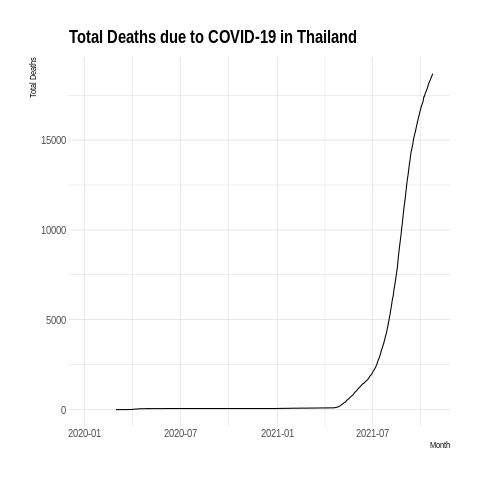 Total Deaths due to COVID-19 in Thailand
Total Deaths
15000
10000
5000
0
2020-01 2020-07 2021-01 2021-07
Month